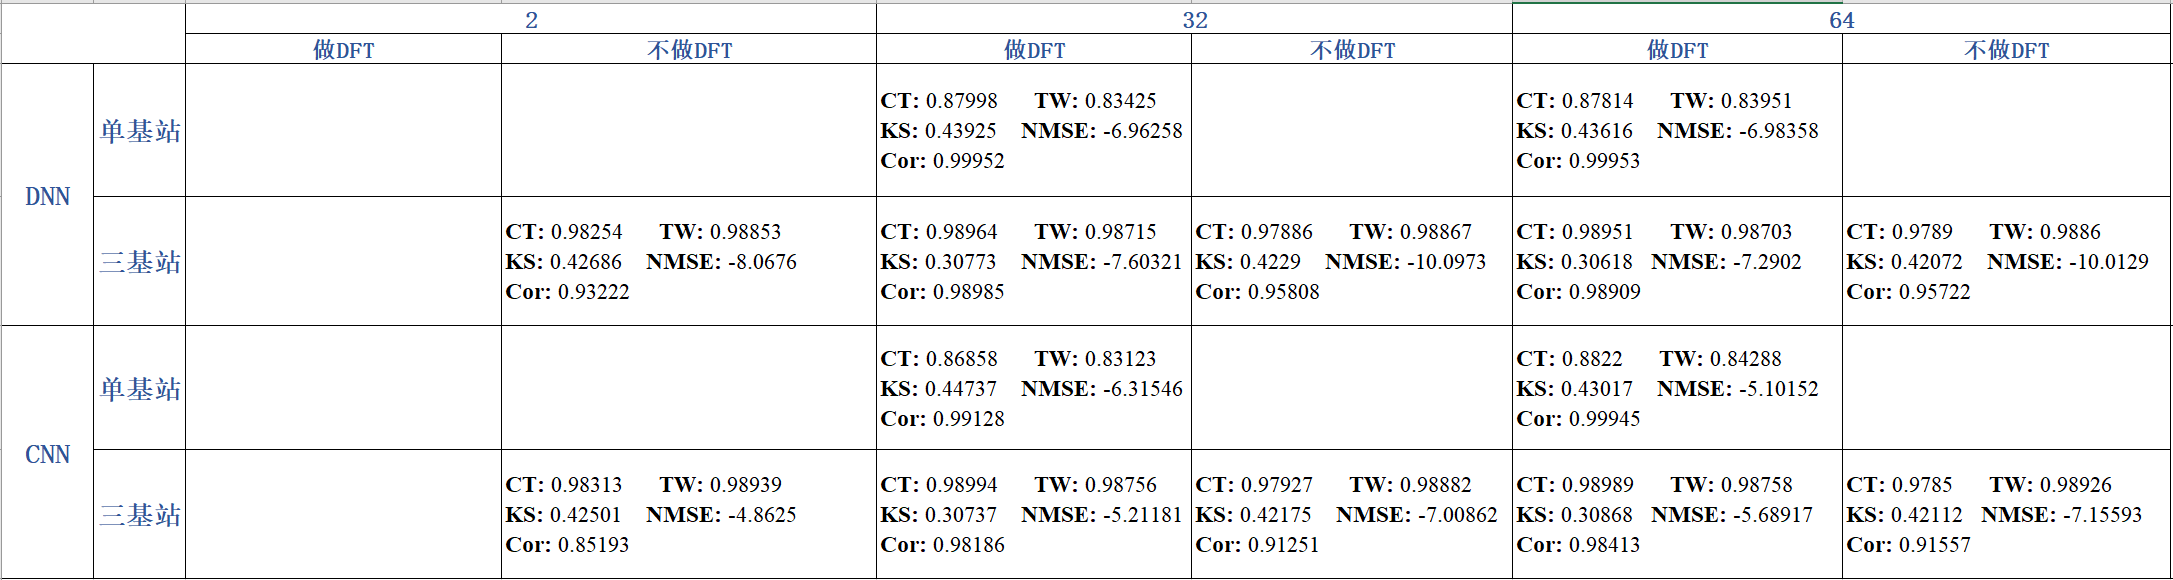 2 32 64
做DFT 不做DFT 做DFT 不做DFT 做DFT 不做DFT
DNN
单基站
CT: 0.87998 TW: 0.83425
KS: 0.43925 NMSE: -6.96258
Cor: 0.99952
CT: 0.87814 TW: 0.83951
KS: 0.43616 NMSE: -6.98358
Cor: 0.99953
三基站
CT: 0.98254 TW: 0.98853
KS: 0.42686 NMSE: -8.0676
Cor: 0.93222
CT: 0.98964 TW: 0.98715
KS: 0.30773 NMSE: -7.60321
Cor: 0.98985
CT: 0.97886 TW: 0.98867
KS: 0.4229 NMSE: -10.0973
Cor: 0.95808
CT: 0.98951 TW: 0.98703
KS: 0.30618 NMSE: -7.2902
Cor: 0.98909
CT: 0.9789 TW: 0.9886
KS: 0.42072 NMSE: -10.0129
Cor: 0.95722
CNN
单基站
CT: 0.86858 TW: 0.83123
KS: 0.44737 NMSE: -6.31546
Cor: 0.99128
CT: 0.8822 TW: 0.84288
KS: 0.43017 NMSE: -5.10152
Cor: 0.99945
三基站
CT: 0.98313 TW: 0.98939
KS: 0.42501 NMSE: -4.8625
Cor: 0.85193
CT: 0.98994 TW: 0.98756
KS: 0.30737 NMSE: -5.21181
Cor: 0.98186
CT: 0.97927 TW: 0.98882
KS: 0.42175 NMSE: -7.00862
Cor: 0.91251
CT: 0.98989 TW: 0.98758
KS: 0.30868 NMSE: -5.68917
Cor: 0.98413
CT: 0.9785 TW: 0.98926
KS: 0.42112 NMSE: -7.15593
Cor: 0.91557